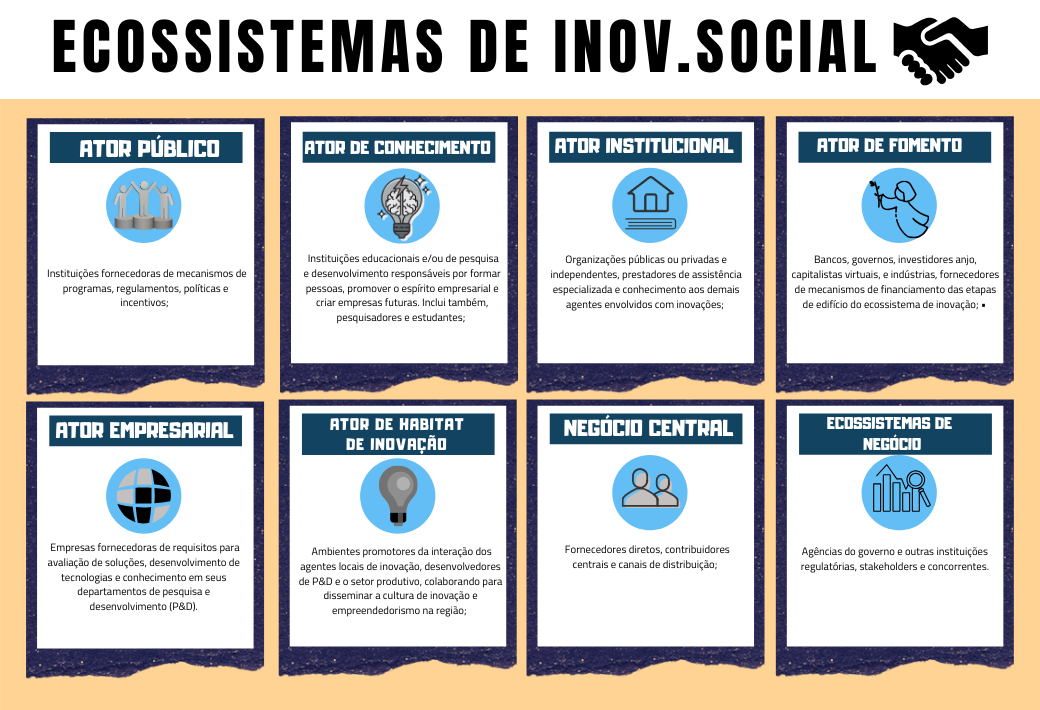 ECOSSISTEMAS DE INOV.SOCIAL
ATOR PÚBLICO
Instituições fornecedoras de mecanismos de
programas, regulamentos, políticas e
incentivos;
ATOR DE CONHECIMENTO
Instituições educacionais e/ou de pesquisa
e desenvolvimento responsáveis por formar
pessoas, promover o espírito empresarial e
criar empresas futuras. Inclui também,
pesquisadores e estudantes;
ATOR INSTITUCIONAL
Organizações públicas ou privadas e
independentes, prestadores de assistência
especializada e conhecimento aos demais
agentes envolvidos com inovações;
ATOR DE FOMENTO
Bancos, governos, investidores anjo,
capitalistas virtuais, e indústrias, fornecedores
de mecanismos de financiamento das etapas
de edifício do ecossistema de inovação; •
ATOR EMPRESARIAL
Empresas fornecedoras de requisitos para
avaliação de soluções, desenvolvimento de
tecnologias e conhecimento em seus
departamentos de pesquisa e
desenvolvimento (P&D).
ATOR DE HABITAT
DE INOVAÇÃO
Ambientes promotores da interação dos
agentes locais de inovação, desenvolvedores
de P&D e o setor produtivo, colaborando para
disseminar a cultura de inovação e
empreendedorismo na região;
NEGÓCIO CENTRAL
Fornecedores diretos, contribuidores
centrais e canais de distribuição;
ECOSSISTEMAS DE
NEGÓCIO
Agências do governo e outras instituições
regulatórias, stakeholders e concorrentes.